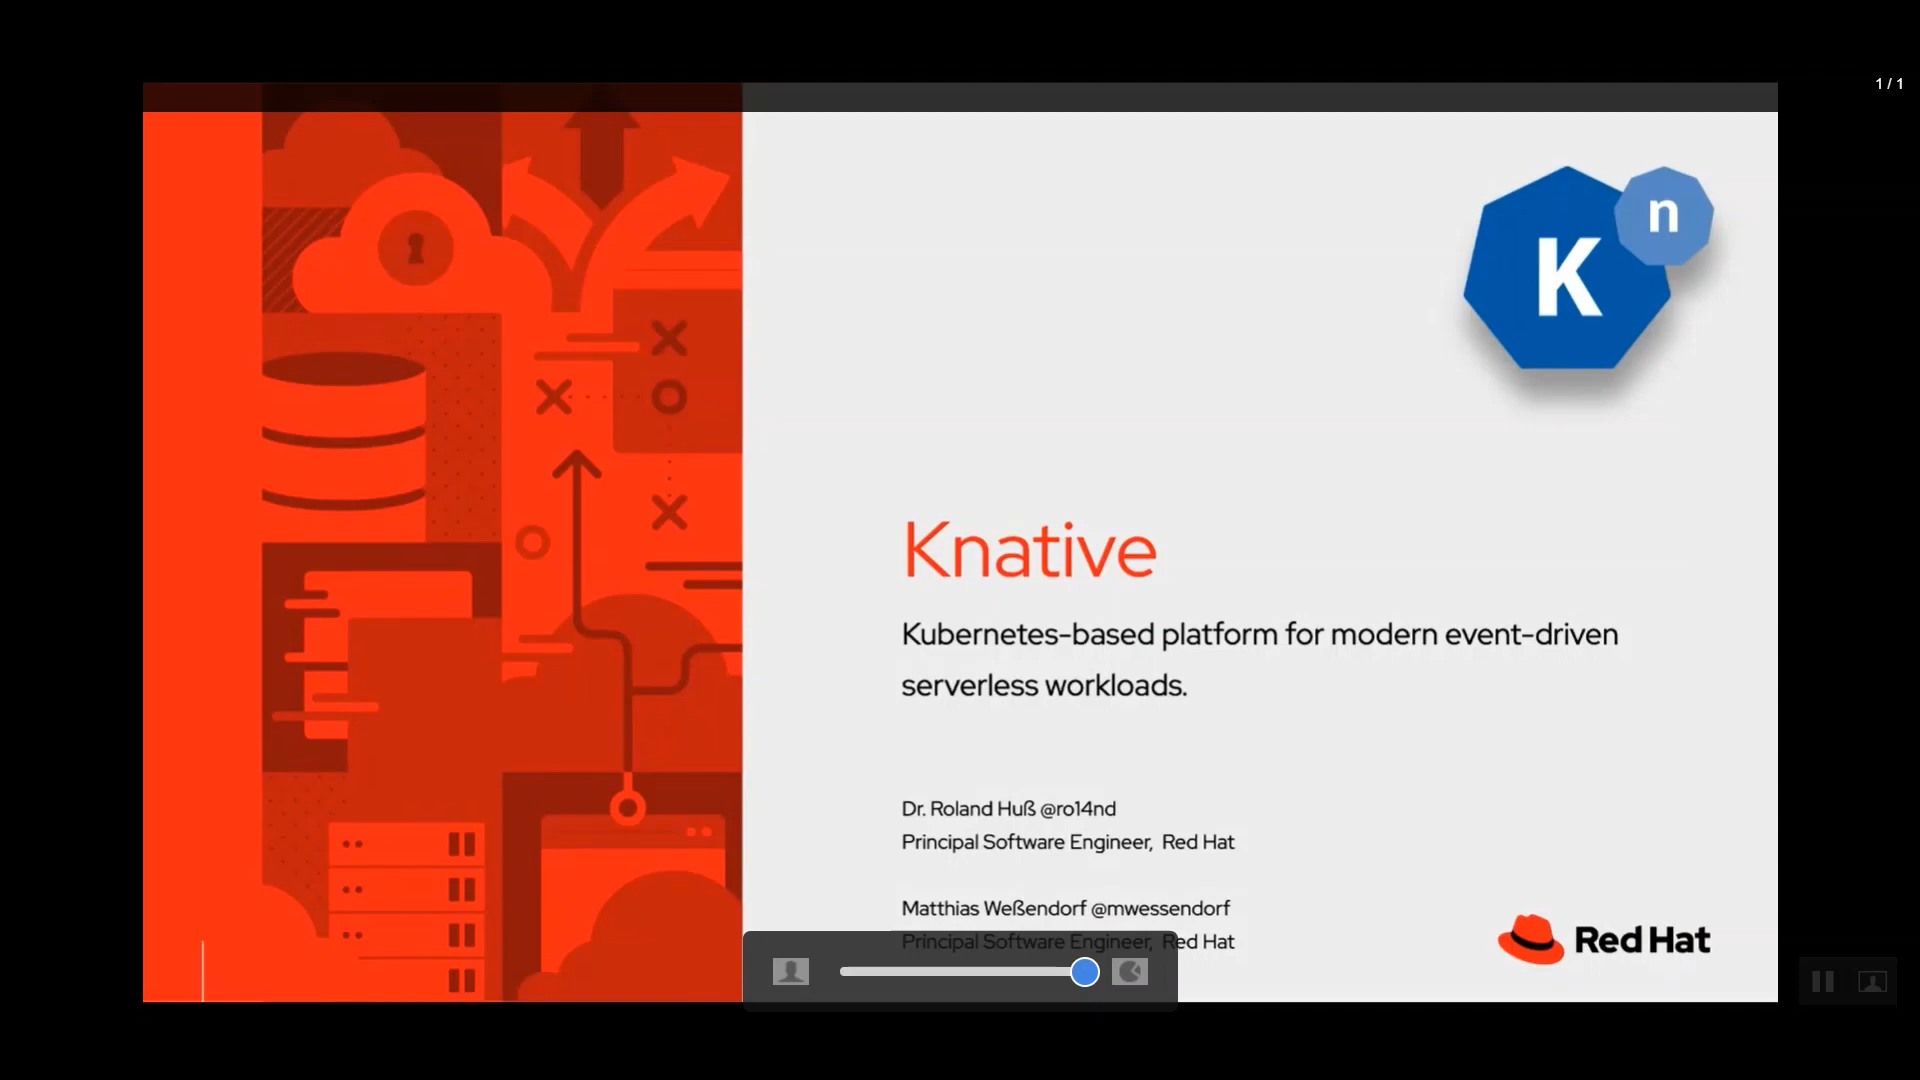 1 / 1
K
n
Knative
Kubernetes-based platform for modern event-driven
serverless workloads.
Dr. Roland Huß @ro14nd
Principal Software Engineer, Red Hat
Matthias Weßendorf @mwessendorf
Principal Software Engineer, Red Hat
Red Hat